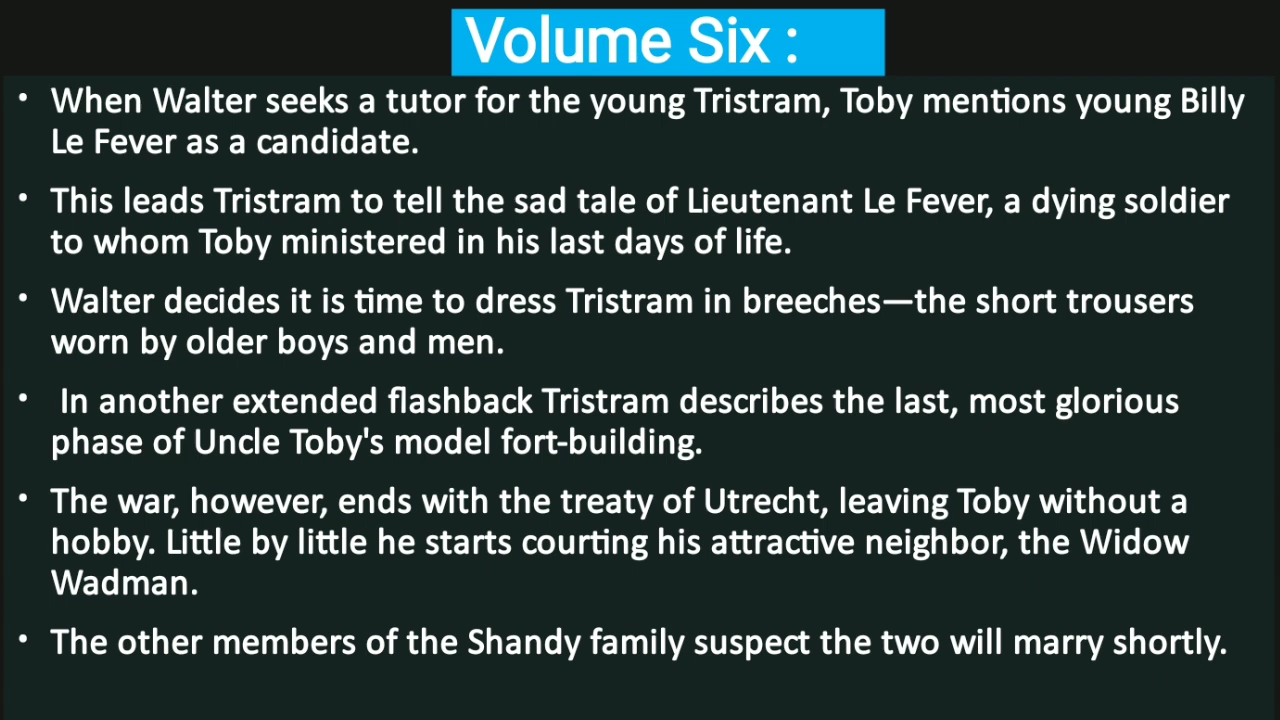 Volume Six :
• When Walter seeks a tutor for the young Tristram, Toby mentions young Billy
Le Fever as a candidate.
• This leads Tristram to tell the sad tale of Lieutenant Le Fever, a dying soldier
to whom Toby ministered in his last days of life.
• Walter decides it is time to dress Tristram in breeches—the short trousers
worn by older boys and men.
• In another extended flashback Tristram describes the last, most glorious
phase of Uncle Toby's model fort-building.
• The war, however, ends with the treaty of Utrecht, leaving Toby without a
hobby. Little by little he starts courting his attractive neighbor, the Widow
Wadman.
• The other members of the Shandy family suspect the two will marry shortly.